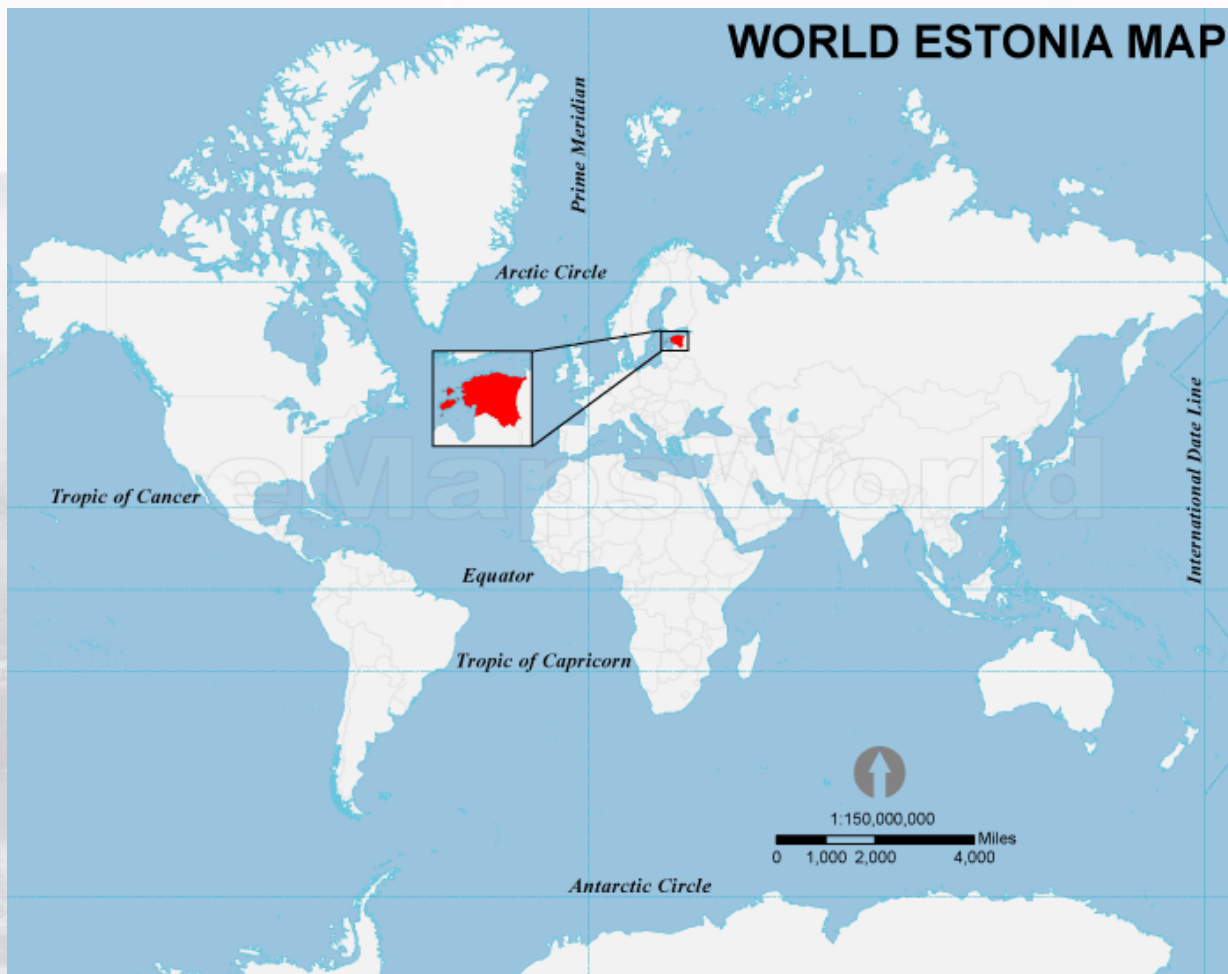 WORLD ESTONIA MAP
Prime Meridian
Arctic Circle
International Date Line
eMapsWorld
Tropic of Cancer
Equator
Tropic of Capricorn
1:150,000,000
Miles
0 1,000 2,000 4,000
Antarctic Circle